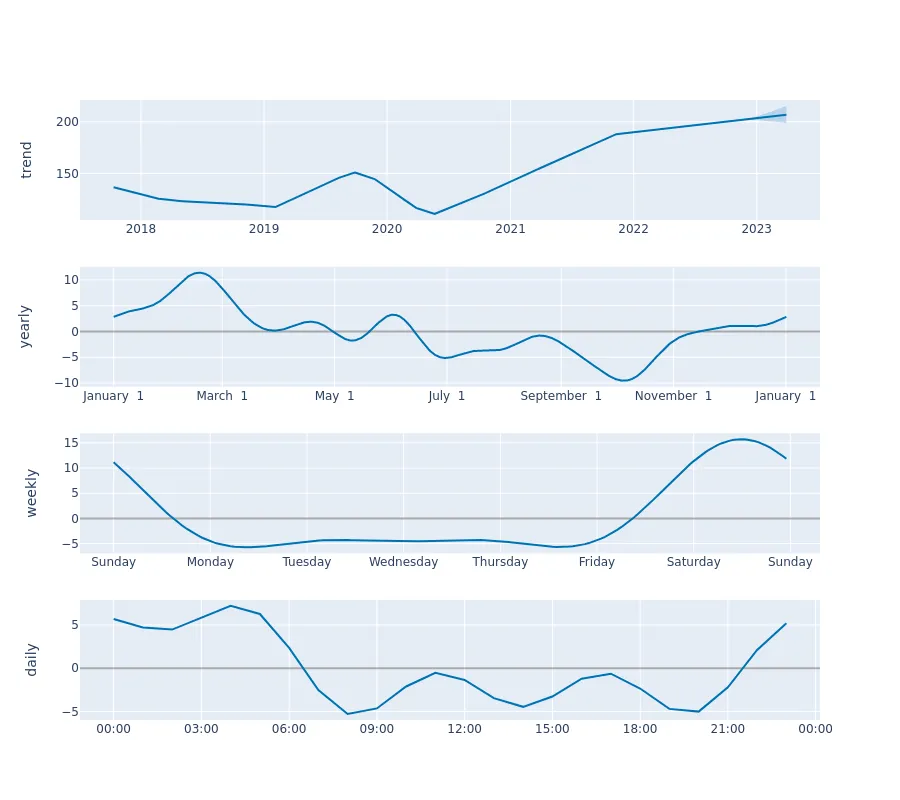 trend
200
150
2018 2019 2020 2021 2022 2023
yearly
10
5
0
−5
−10
January 1 March 1 May 1 July 1 September 1 November 1 January 1
weekly
15
10
5
0
−5
Sunday Monday Tuesday Wednesday Thursday Friday Saturday Sunday
daily
5
0
−5
00:00 03:00 06:00 09:00 12:00 15:00 18:00 21:00 00:00